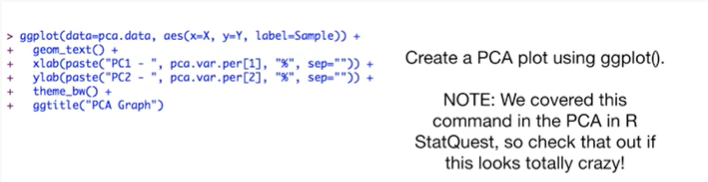 > ggplot(data=pca.data, aes(x=X, y=Y, label=Sample)) +
+   geom_text() +
+   xlab(paste("PC1 - ", pca.var.per[1], "%", sep="")) +
+   ylab(paste("PC2 - ", pca.var.per[2], "%", sep="")) +
+   theme_bw() +
+   ggtitle("PCA Graph")
Create a PCA plot using ggplot().
NOTE: We covered this
command in the PCA in R
StatQuest, so check that out if
this looks totally crazy!